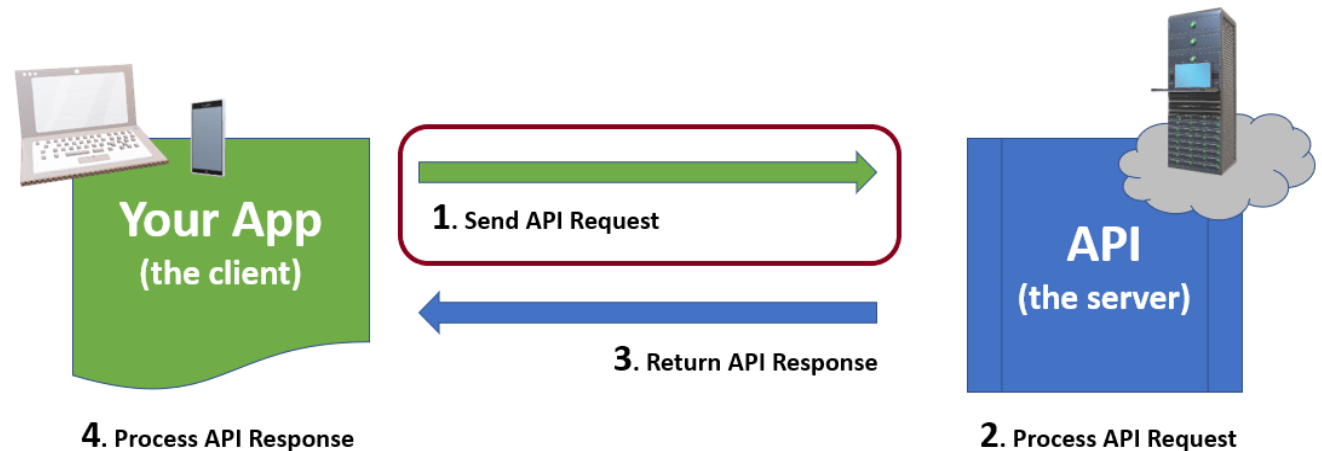 Your App
(the client)
1. Send API Request
API
(the server)
3. Return API Response
4. Process API Response
2. Process API Request